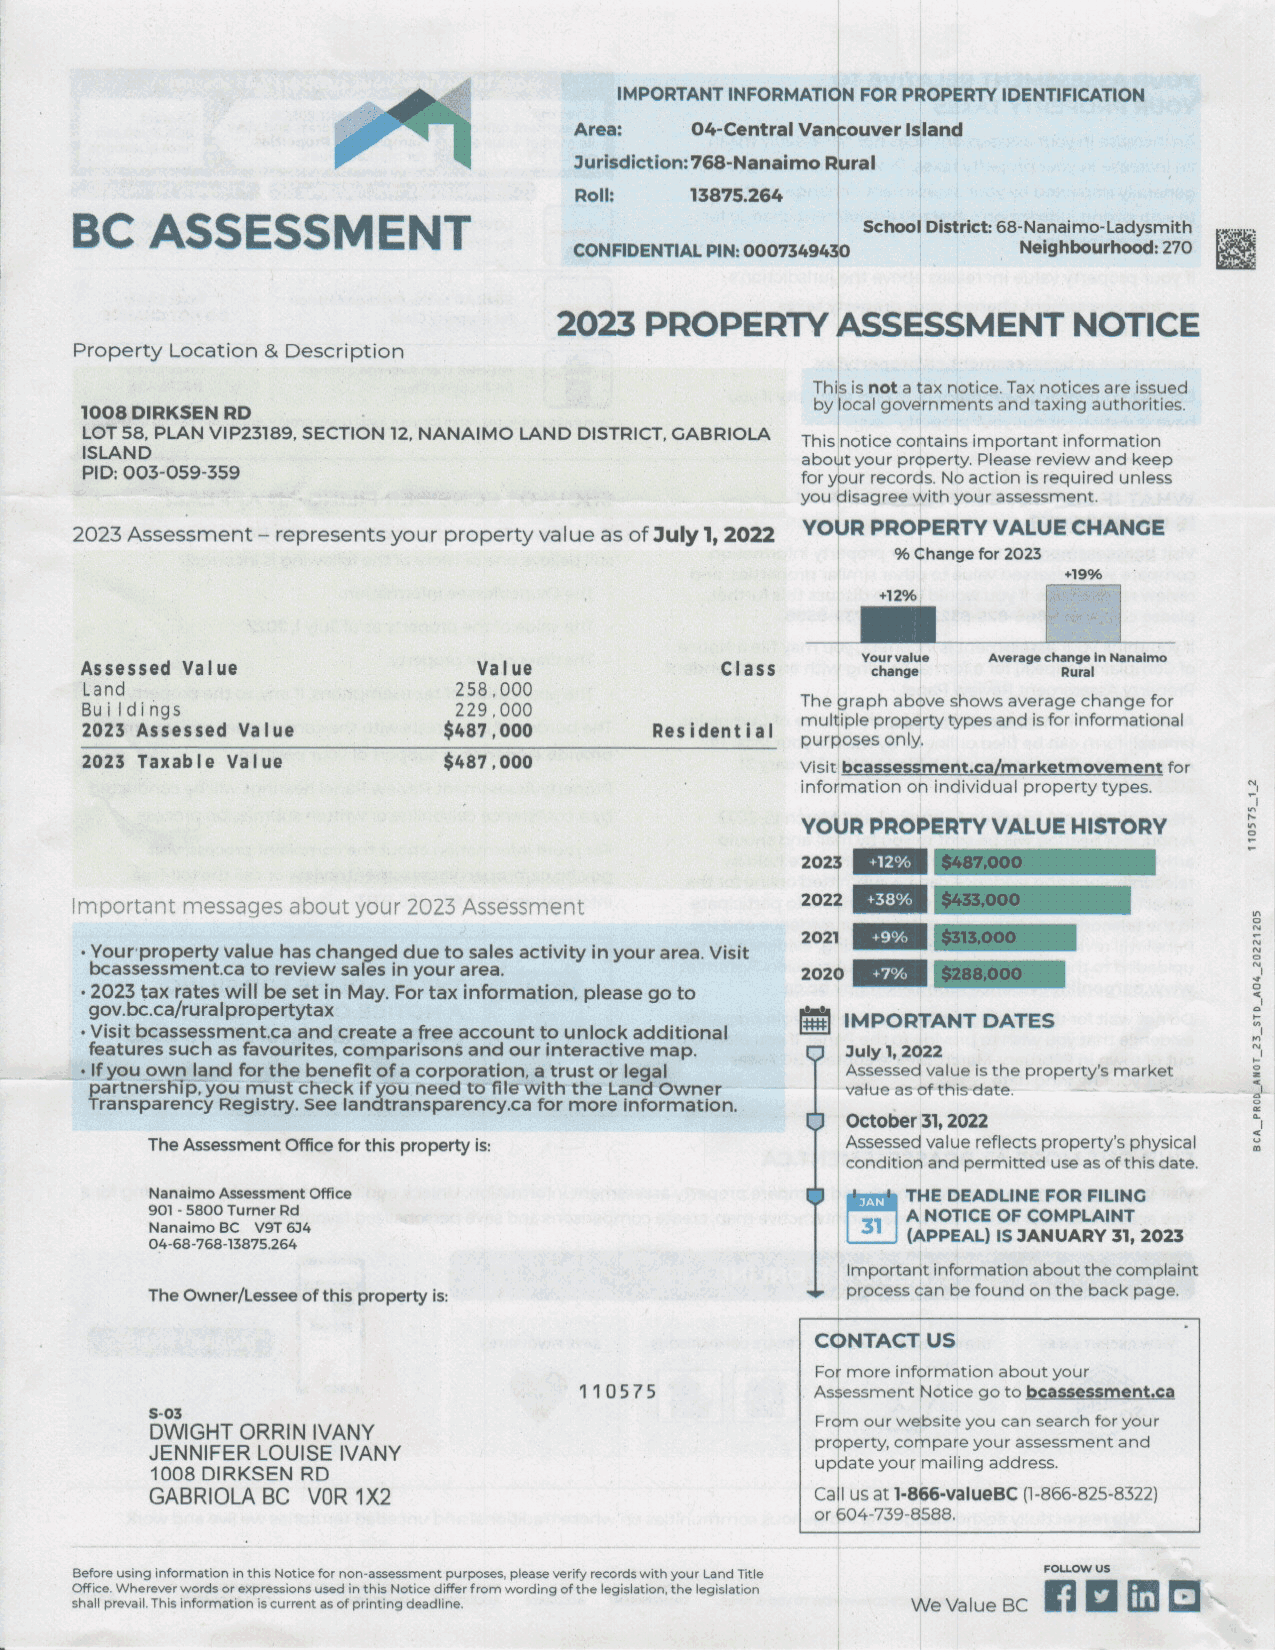 IMPORTANT INFORMATION FOR PROPERTY IDENTIFICATION
Area: 04-Central Vancouver Island
Jurisdiction: 768-Nanaimo Rural
Roll: 13875.264
School District: 68-Nanaimo-Ladysmith
CONFIDENTIAL PIN: 0007349430 Neighbourhood: 270
BC ASSESSMENT
2023 PROPERTY ASSESSMENT NOTICE
Property Location & Description
1008 DIRKSEN RD
LOT 58, PLAN VIP23189, SECTION 12, NANAIMO LAND DISTRICT, GABRIOLA
ISLAND
PID: 003-059-359
2023 Assessment – represents your property value as of July 1, 2022
Assessed Value Value Class
Land 258,000
Buildings 229,000
2023 Assessed Value $487,000 Residential
2023 Taxable Value $487,000
Important messages about your 2023 Assessment
• Your property value has changed due to sales activity in your area. Visit
bcassessment.ca to review sales in your area.
• 2023 tax rates will be set in May. For tax information, please go to
gov.bc.ca/ruralpropertytax
• Visit bcassessment.ca and create a free account to unlock additional
features such as favourites, comparisons and our interactive map.
• If you own land for the benefit of a corporation, a trust or legal
partnership, you must check if you need to file with the Land Owner
Transparency Registry. See landtransparency.ca for more information.
The Assessment Office for this property is:
Nanaimo Assessment Office
901 - 5800 Turner Rd
Nanaimo BC V9T 6J4
04-68-768-13875.264
The Owner/Lessee of this property is:
110575
S-03
DWIGHT ORRIN IVANY
JENNIFER LOUISE IVANY
1008 DIRKSEN RD
GABRIOLA BC V0R 1X2
This is not a tax notice. Tax notices are issued
by local governments and taxing authorities.
This notice contains important information
about your property. Please review and keep
for your records. No action is required unless
you disagree with your assessment.
YOUR PROPERTY VALUE CHANGE
% Change for 2023
+12% +19%
Your value
change
Average change in Nanaimo
Rural
The graph above shows average change for
multiple property types and is for informational
purposes only.
Visit bcassessment.ca/marketmovement for
information on individual property types.
YOUR PROPERTY VALUE HISTORY
2023 +12% $487,000
2022 +38% $433,000
2021 +9% $313,000
2020 +7% $288,000
IMPORTANT DATES
July 1, 2022
Assessed value is the property's market
value as of this date.
October 31, 2022
Assessed value reflects property's physical
condition and permitted use as of this date.
JAN
31
THE DEADLINE FOR FILING
A NOTICE OF COMPLAINT
(APPEAL) IS JANUARY 31, 2023
Important information about the complaint
process can be found on the back page.
CONTACT US
For more information about your
Assessment Notice go to bcassessment.ca
From our website you can search for your
property, compare your assessment and
update your mailing address.
Call us at 1-866-valueBC (1-866-825-8322)
or 604-739-8588.
Before using information in this Notice for non-assessment purposes, please verify records with your Land Title
Office. Wherever words or expressions used in this Notice differ from wording of the legislation, the legislation
shall prevail. This information is current as of printing deadline.
FOLLOW US
We Value BC
110575_1_2
BCA_PROD_ANOT_23_STD_A04_20221205